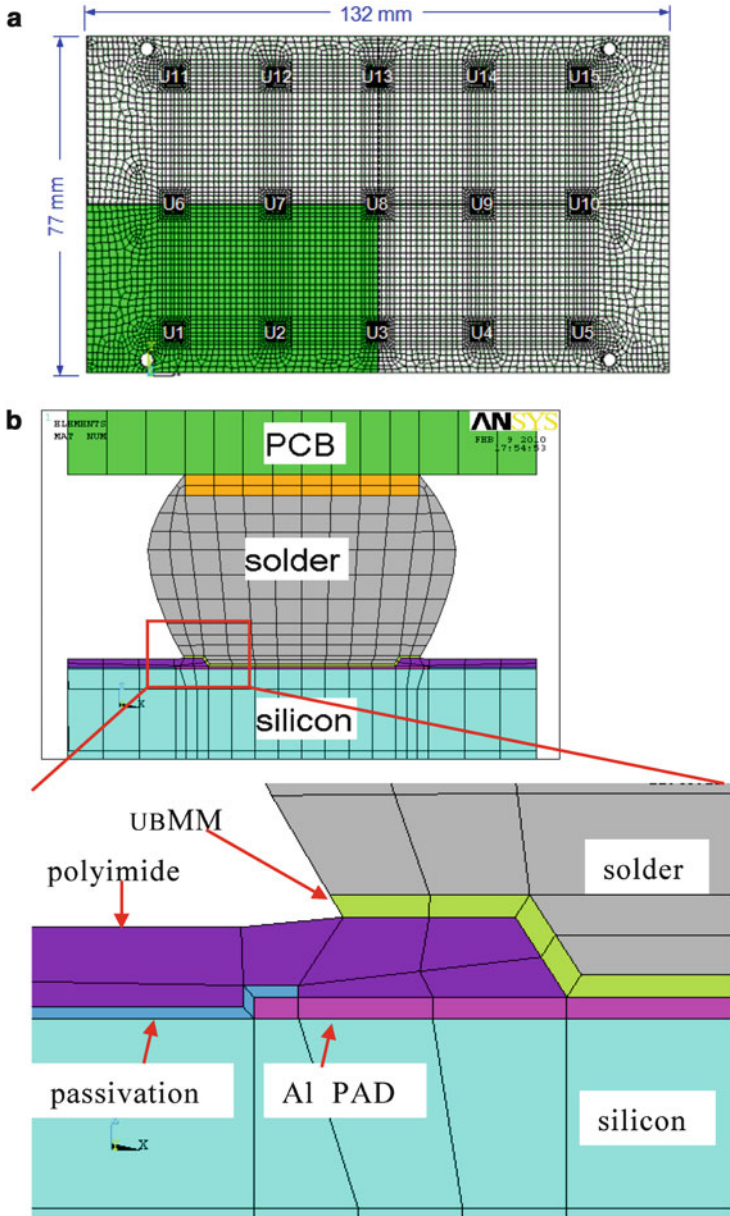 a
132 mm
77 mm
U11 U12 U13 U14 U15
U6 U7 U8 U9 U10
U1 U2 U3 U4 U5
b
1
ELEMENTS
MAT NUM
ANSYS
FEB 9 2010
17:54:53
PCB
solder
silicon
X
UBMM
polyimide
solder
passivation
Al PAD
silicon
X